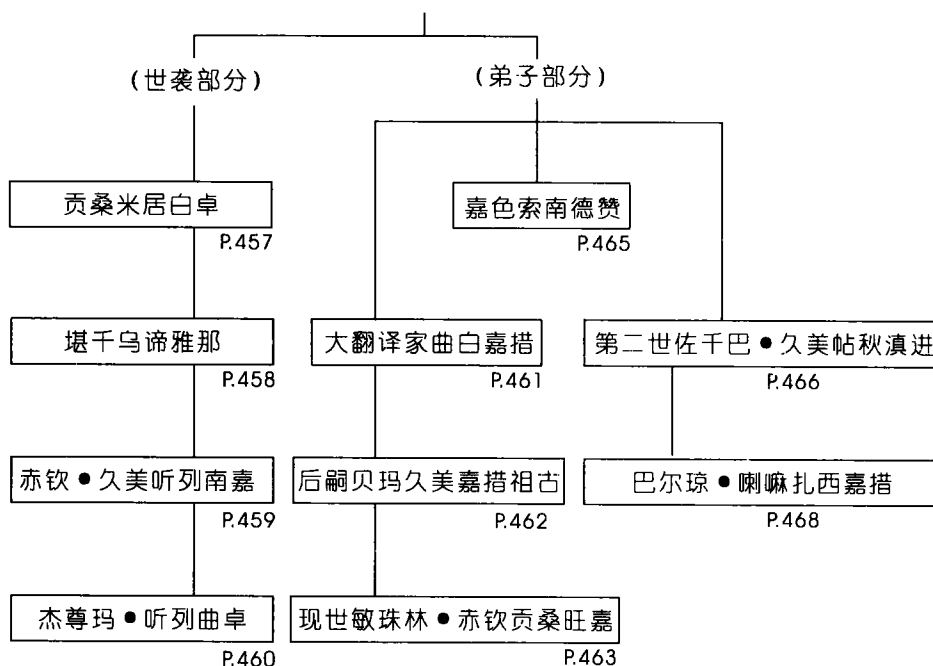 (世袭部分)
(弟子部分)
贡桑米居白卓
P.457
嘉色索南德赞
P.465
堪千乌谛雅那
P.458
大翻译家曲白嘉措
P.461
第二世佐千巴●久美帖秋滇进
P.466
赤钦●久美听列南嘉
P.459
后嗣贝玛久美嘉措祖古
P.462
巴尔琼●喇嘛扎西嘉措
P.468
杰尊玛●听列曲卓
P.460
现世敏珠林●赤钦贡桑旺嘉
P.463